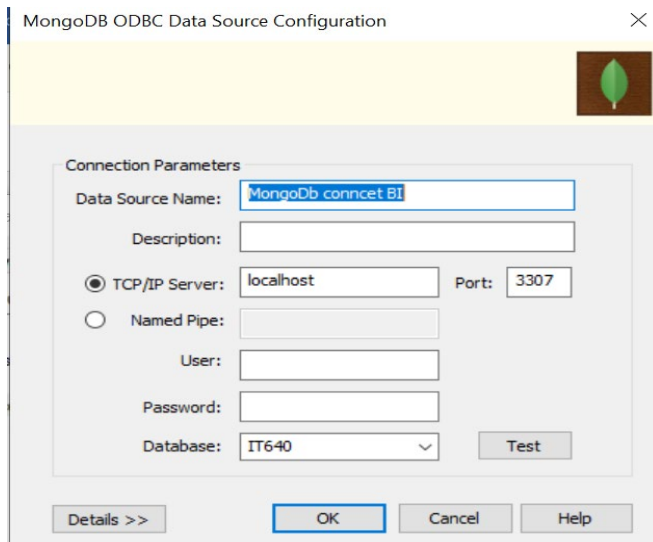 MongoDB ODBC Data Source Configuration
Connection Parameters
Data Source Name: MongoDb conncet BI
Description:
TCP/IP Server: localhost Port: 3307
Named Pipe:
User:
Password:
Database: IT640 Test
Details >> OK Cancel Help